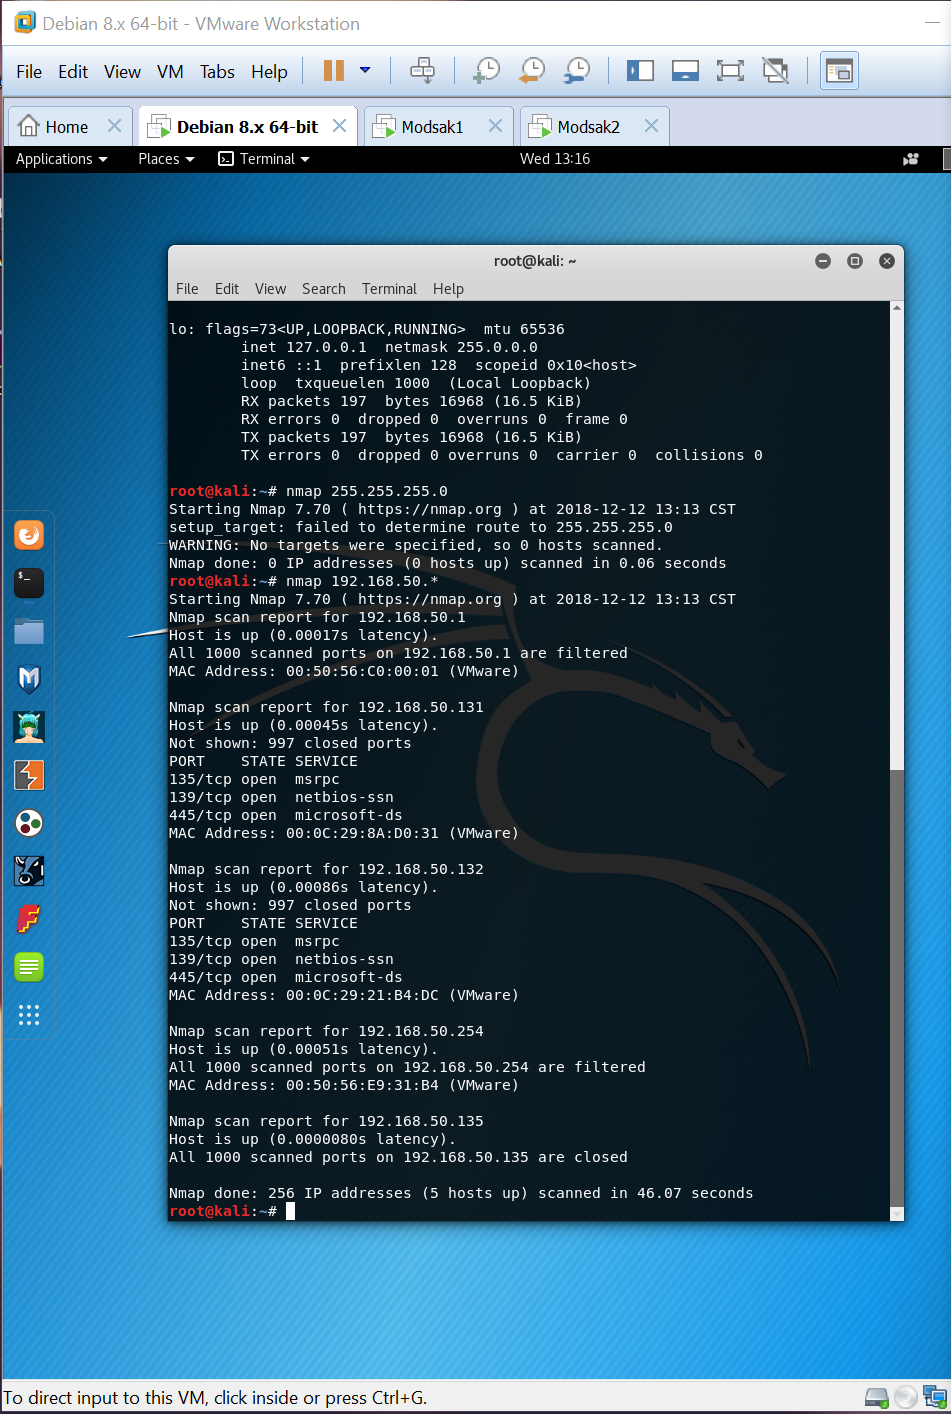 Debian 8.x 64-bit - VMware Workstation
File Edit View VM Tabs Help
Home Debian 8.x 64-bit Modsak1 Modsak2
Applications Places Terminal Wed 13:16
root@kali: ~
File Edit View Search Terminal Help
lo: flags=73<UP,LOOPBACK,RUNNING>  mtu 65536
        inet 127.0.0.1  netmask 255.0.0.0
        inet6 ::1  prefixlen 128  scopeid 0x10<host>
        loop  txqueuelen 1000  (Local Loopback)
        RX packets 197  bytes 16968 (16.5 KiB)
        RX errors 0  dropped 0  overruns 0  frame 0
        TX packets 197  bytes 16968 (16.5 KiB)
        TX errors 0  dropped 0 overruns 0  carrier 0  collisions 0
root@kali:~# nmap 255.255.255.0
Starting Nmap 7.70 ( https://nmap.org ) at 2018-12-12 13:13 CST
setup_target: failed to determine route to 255.255.255.0
WARNING: No targets were specified, so 0 hosts scanned.
Nmap done: 0 IP addresses (0 hosts up) scanned in 0.06 seconds
root@kali:~# nmap 192.168.50.*
Starting Nmap 7.70 ( https://nmap.org ) at 2018-12-12 13:13 CST
Nmap scan report for 192.168.50.1
Host is up (0.00017s latency).
All 1000 scanned ports on 192.168.50.1 are filtered
MAC Address: 00:50:56:C0:00:01 (VMware)
Nmap scan report for 192.168.50.131
Host is up (0.00045s latency).
Not shown: 997 closed ports
PORT    STATE SERVICE
135/tcp open  msrpc
139/tcp open  netbios-ssn
445/tcp open  microsoft-ds
MAC Address: 00:0C:29:8A:D0:31 (VMware)
Nmap scan report for 192.168.50.132
Host is up (0.00086s latency).
Not shown: 997 closed ports
PORT    STATE SERVICE
135/tcp open  msrpc
139/tcp open  netbios-ssn
445/tcp open  microsoft-ds
MAC Address: 00:0C:29:21:B4:DC (VMware)
Nmap scan report for 192.168.50.254
Host is up (0.00051s latency).
All 1000 scanned ports on 192.168.50.254 are filtered
MAC Address: 00:50:56:E9:31:B4 (VMware)
Nmap scan report for 192.168.50.135
Host is up (0.0000080s latency).
All 1000 scanned ports on 192.168.50.135 are closed
Nmap done: 256 IP addresses (5 hosts up) scanned in 46.07 seconds
root@kali:~#
To direct input to this VM, click inside or press Ctrl+G.